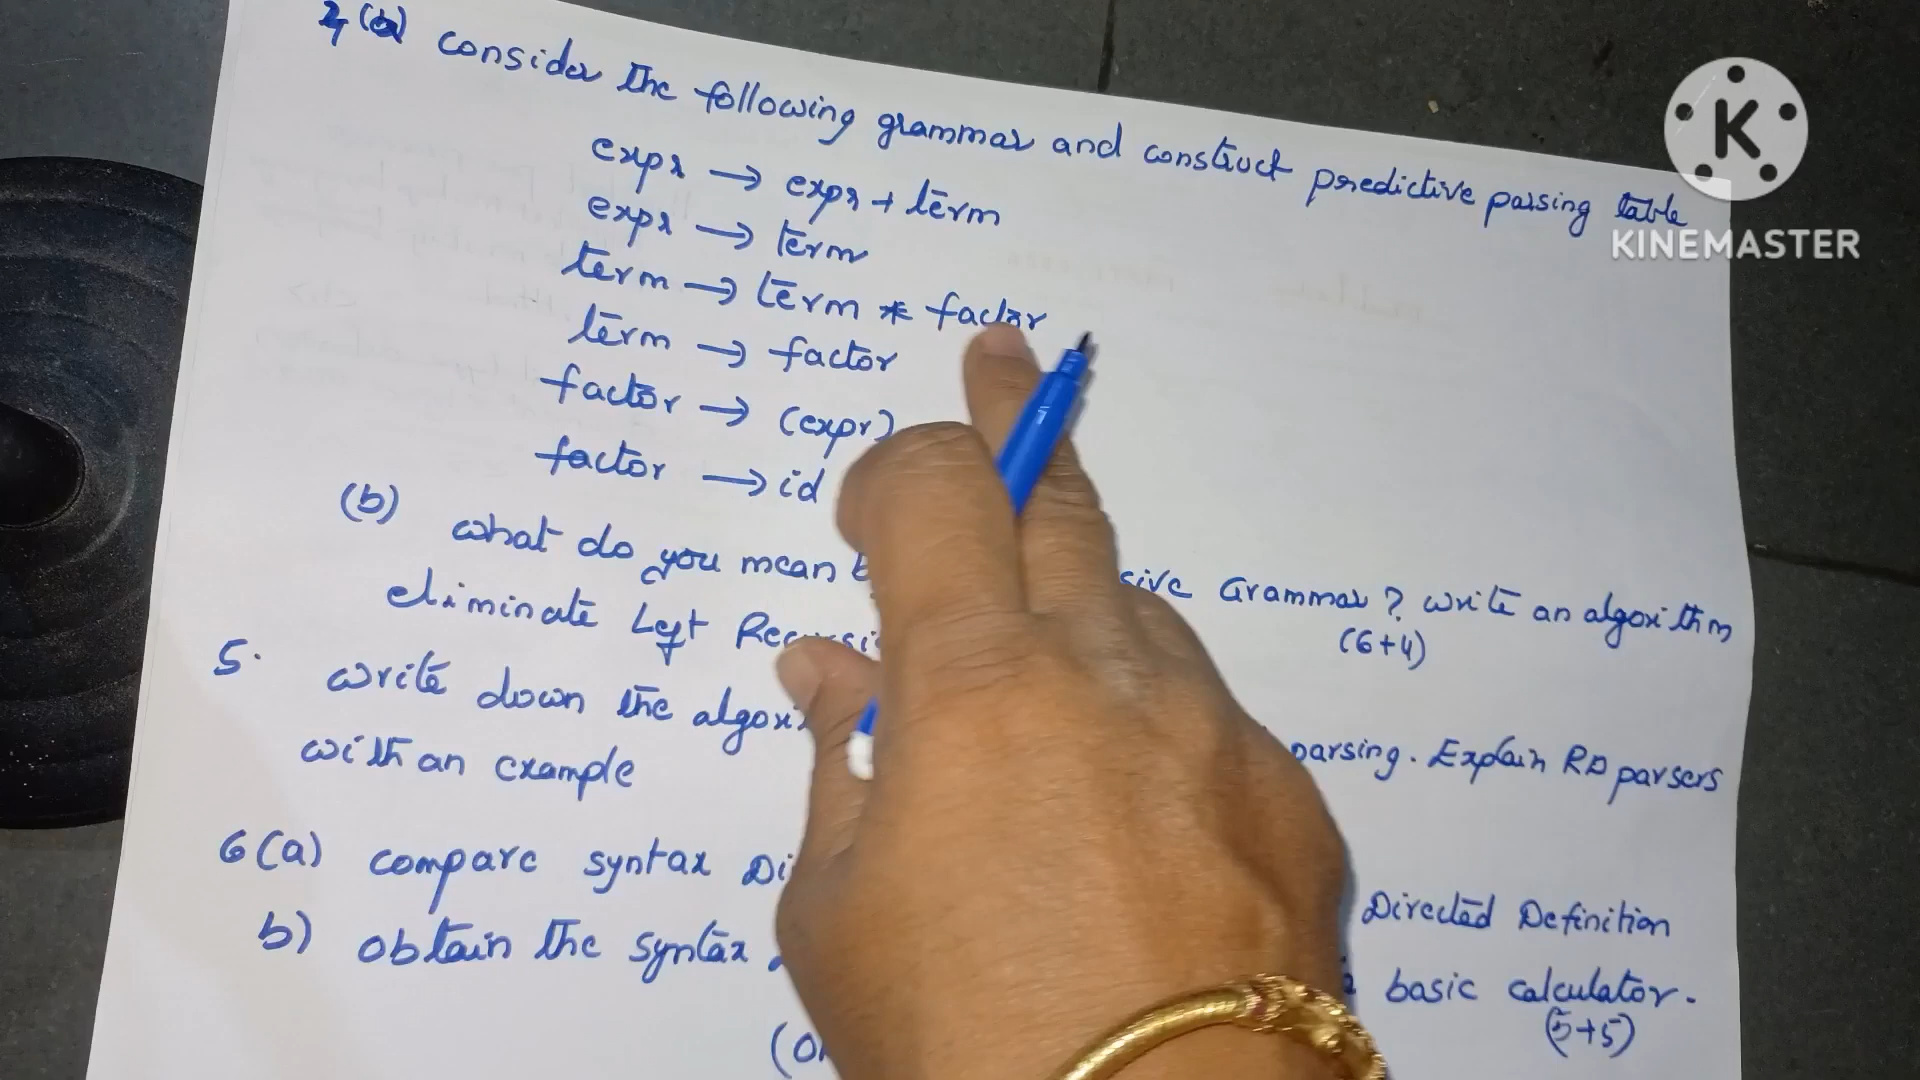 4(a) consider the following grammar and construct predictive parsing table
expr → expr + term
expr → term
term → term * factor
term → factor
factor → (expr)
factor → id
(b) what do you mean sive Grammar? write an algorithm
eliminate Left (6+4)
5. write down the algori parsing. Explain RD parsers
with an example
6(a) compare syntax Di Directed Definition
b) obtain the syntax basic calculator.
(5+5)
K
KINEMASTER